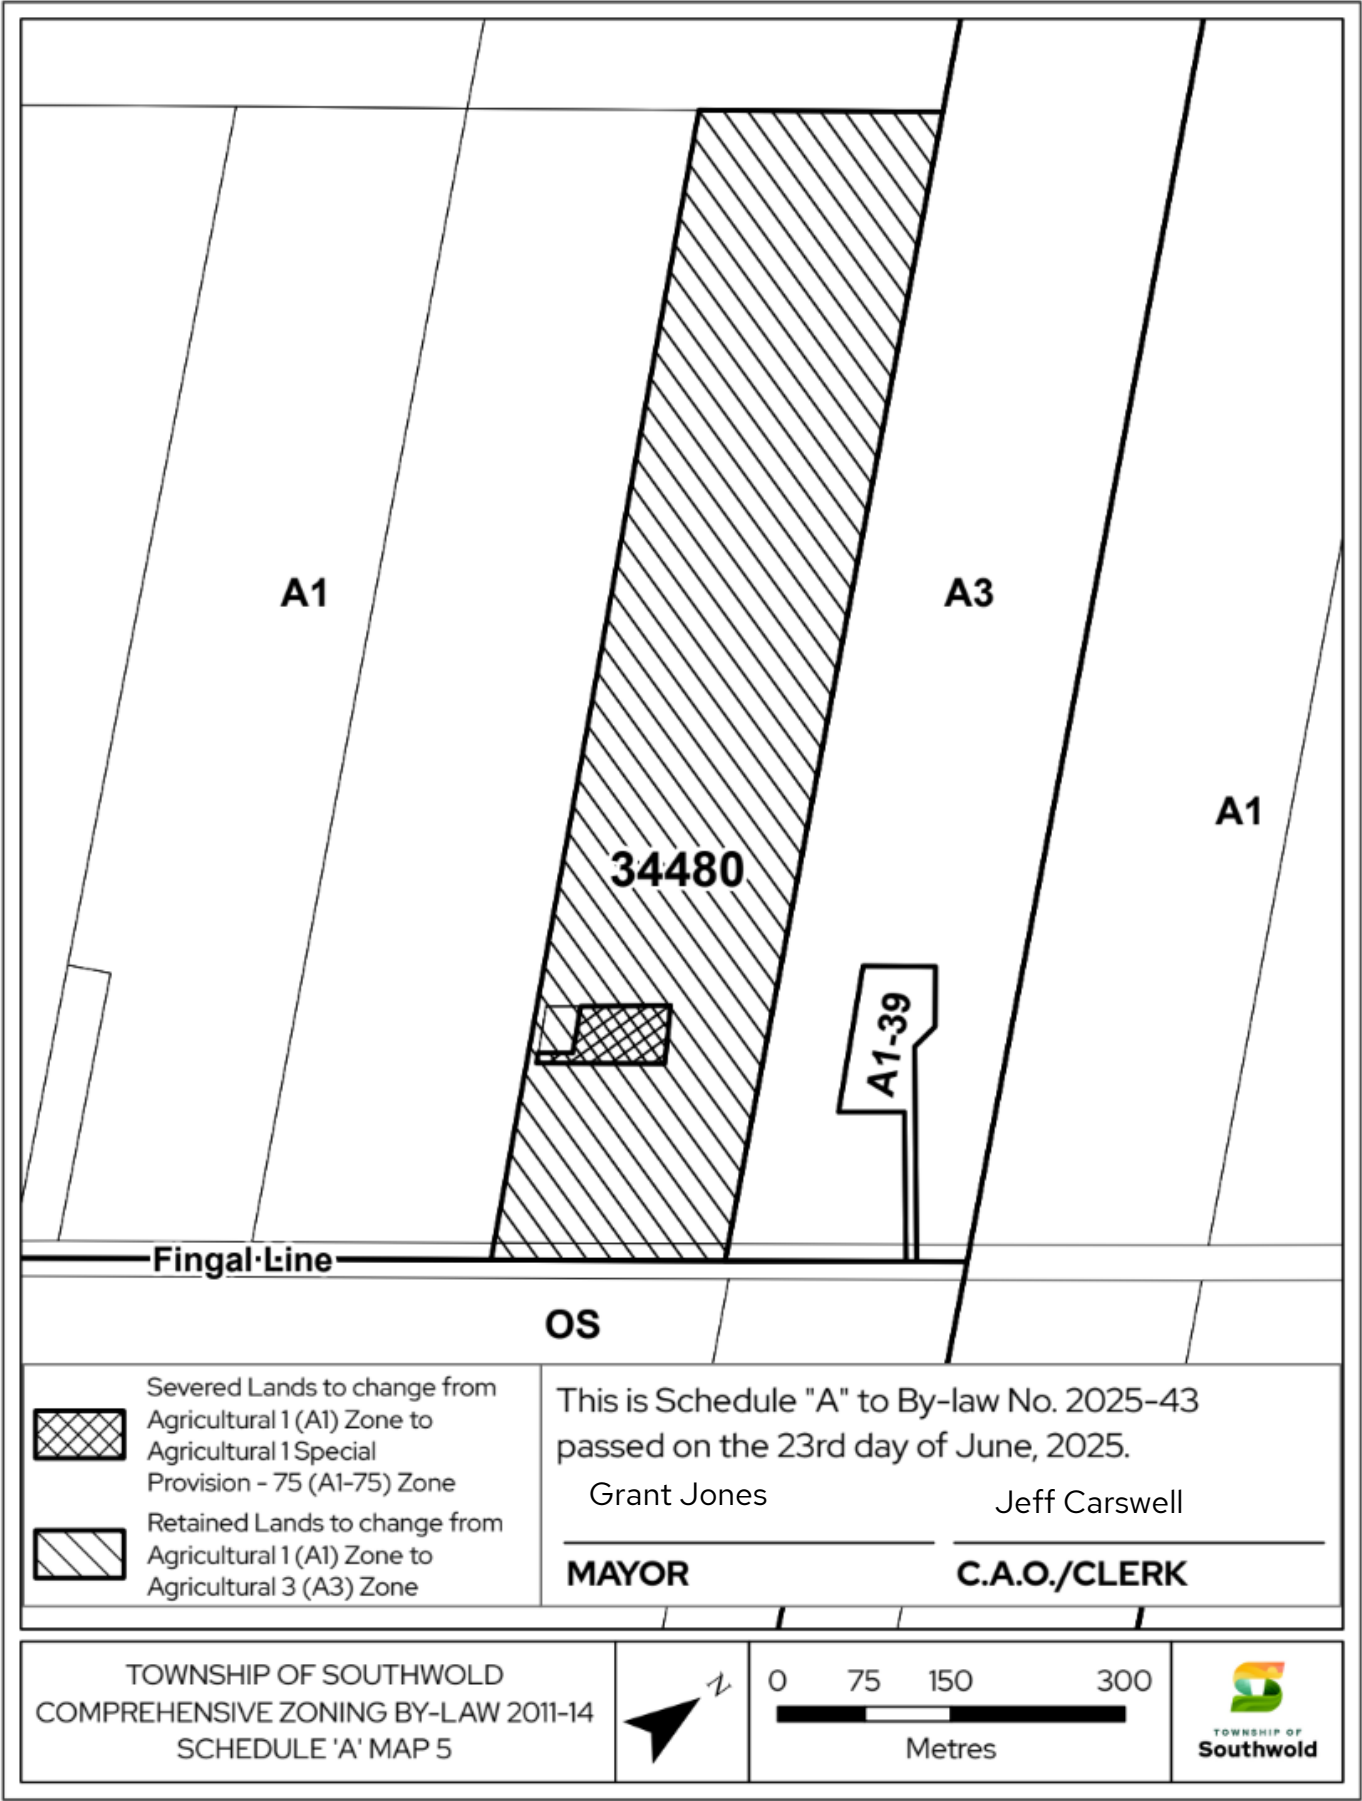 A1
A3
A1
34480
A1-39
Fingal Line
OS
Severed Lands to change from
Agricultural 1 (A1) Zone to
Agricultural 1 Special
Provision - 75 (A1-75) Zone
Retained Lands to change from
Agricultural 1 (A1) Zone to
Agricultural 3 (A3) Zone
This is Schedule "A" to By-law No. 2025-43
passed on the 23rd day of June, 2025.
Grant Jones
Jeff Carswell
MAYOR
C.A.O./CLERK
TOWNSHIP OF SOUTHWOLD
COMPREHENSIVE ZONING BY-LAW 2011-14
SCHEDULE 'A' MAP 5
N
0 75 150 300
Metres
TOWNSHIP OF
Southwold